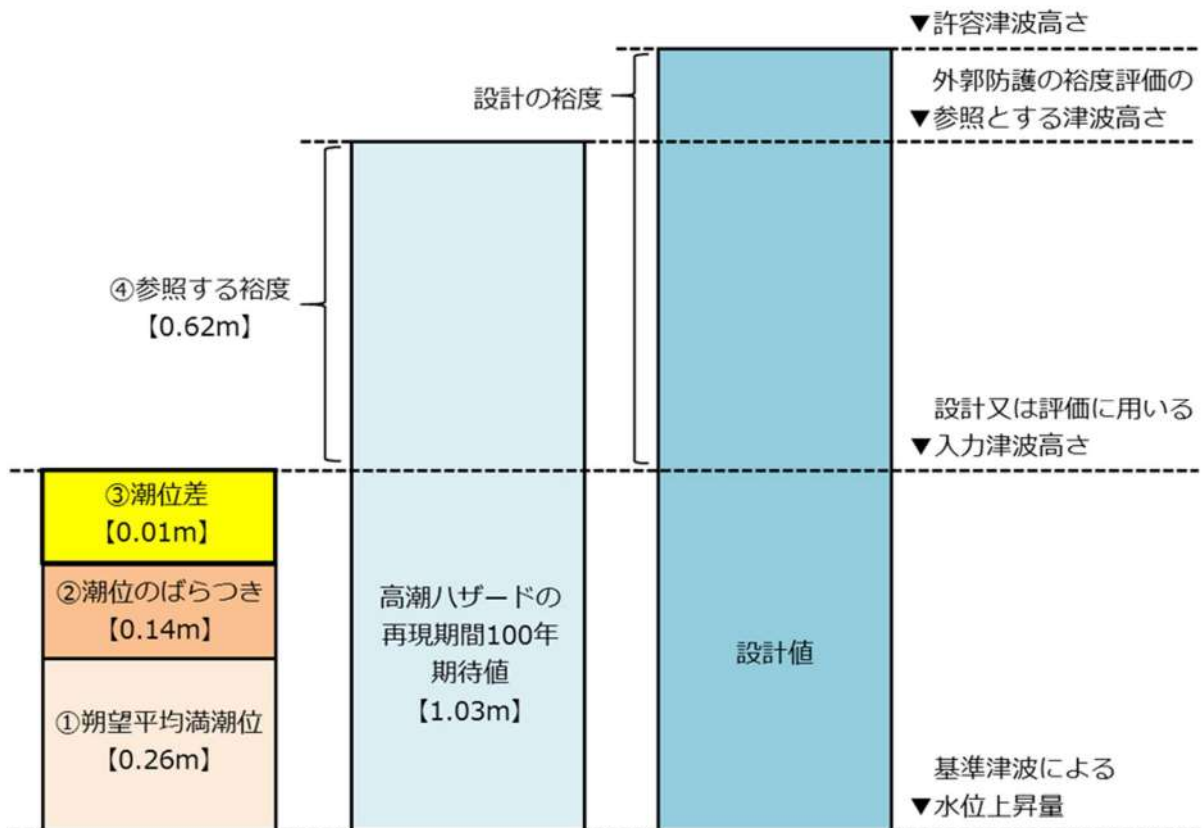 ▼許容津波高さ
外郭防護の裕度評価の
▼参照とする津波高さ
設計の裕度
④参照する裕度
【0.62m】
設計又は評価に用いる
▼入力津波高さ
③潮位差
【0.01m】
②潮位のばらつき
【0.14m】
①朔望平均満潮位
【0.26m】
高潮ハザードの
再現期間100年
期待値
【1.03m】
設計値
基準津波による
▼水位上昇量